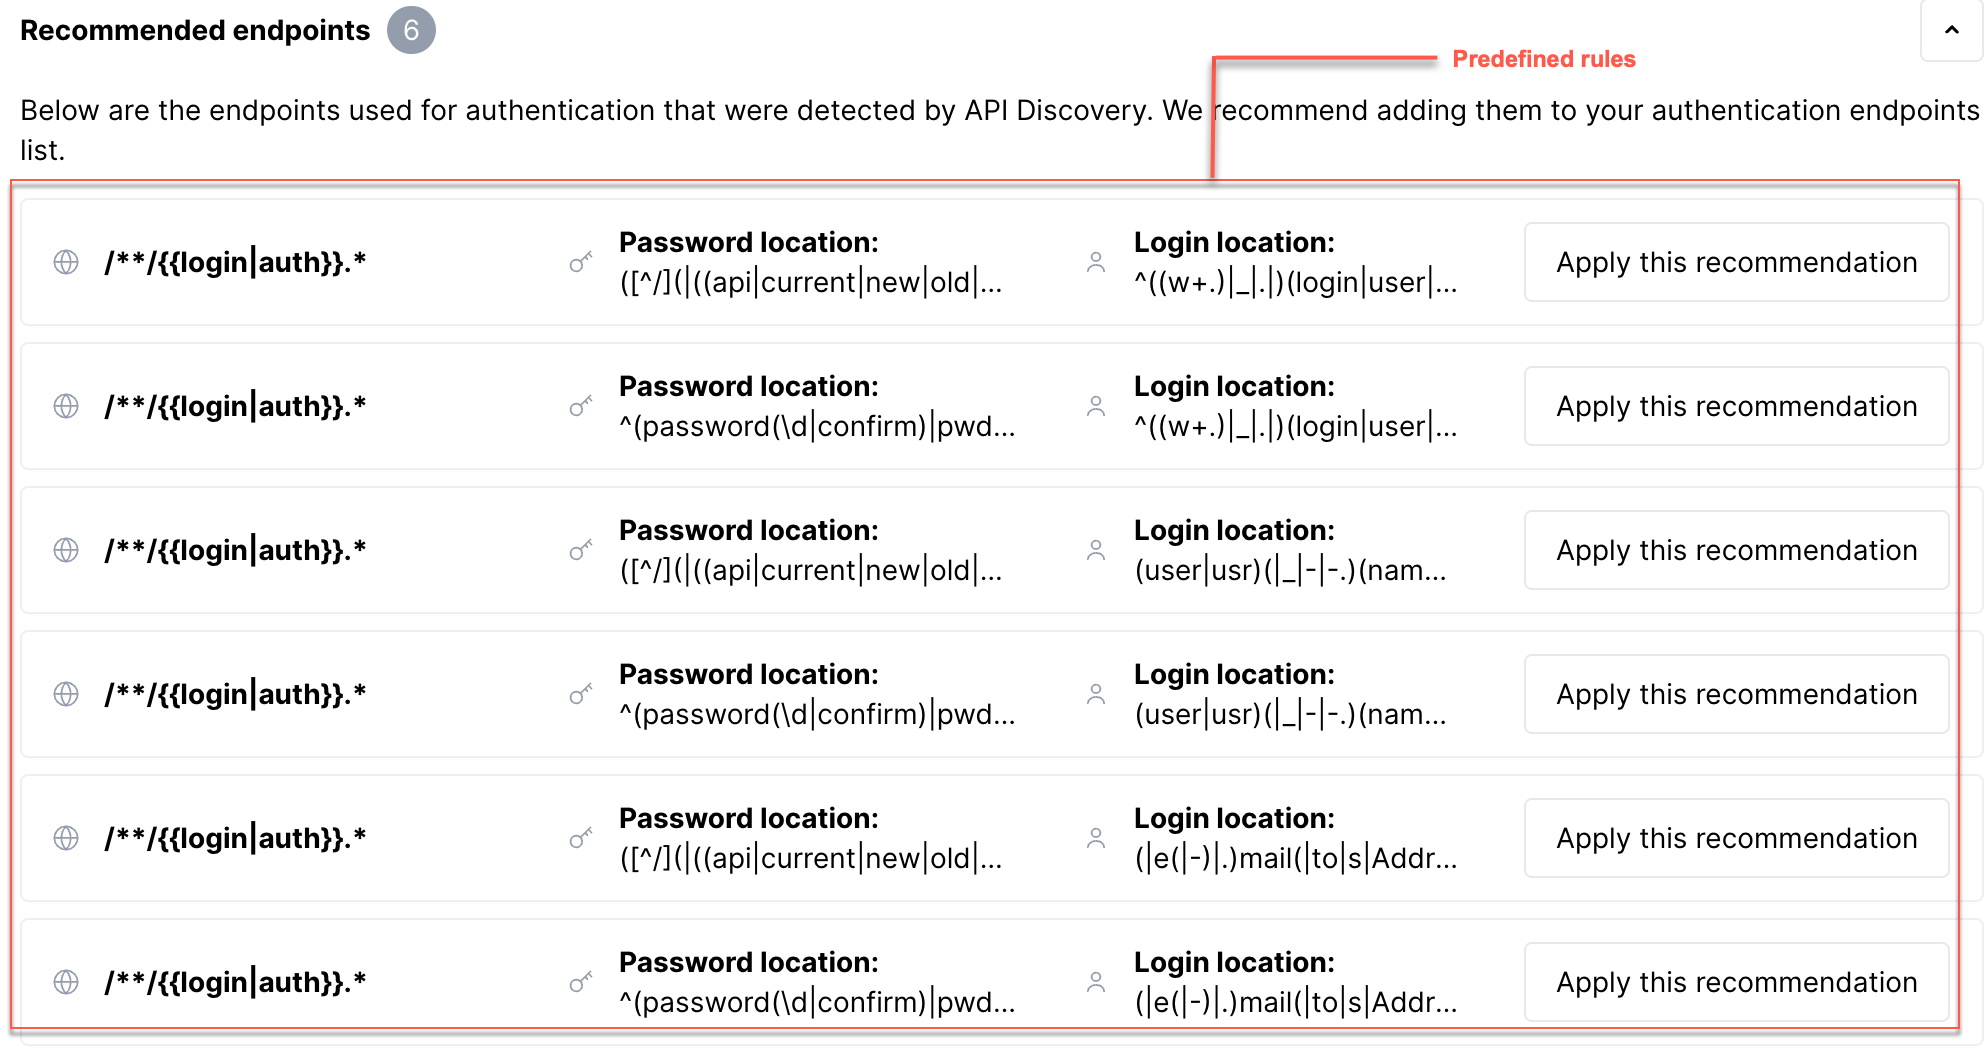 Recommended endpoints 6
Predefined rules
Below are the endpoints used for authentication that were detected by API Discovery. We recommend adding them to your authentication endpoints
list.
/**/{{login|auth}}.*
Password location:
([^/](|((api|current|new|old|...
Login location:
^((w+.)|_|.|)(login|user|...
Apply this recommendation
/**/{{login|auth}}.*
Password location:
^(password(\d|confirm)|pwd...
Login location:
^((w+.)|_|.|)(login|user|...
Apply this recommendation
/**/{{login|auth}}.*
Password location:
([^/](|((api|current|new|old|...
Login location:
(user|usr)(|_|-|-.)(nam...
Apply this recommendation
/**/{{login|auth}}.*
Password location:
^(password(\d|confirm)|pwd...
Login location:
(user|usr)(|_|-|-.)(nam...
Apply this recommendation
/**/{{login|auth}}.*
Password location:
([^/](|((api|current|new|old|...
Login location:
(|e(|-)|.)mail(|to|s|Addr...
Apply this recommendation
/**/{{login|auth}}.*
Password location:
^(password(\d|confirm)|pwd...
Login location:
(|e(|-)|.)mail(|to|s|Addr...
Apply this recommendation